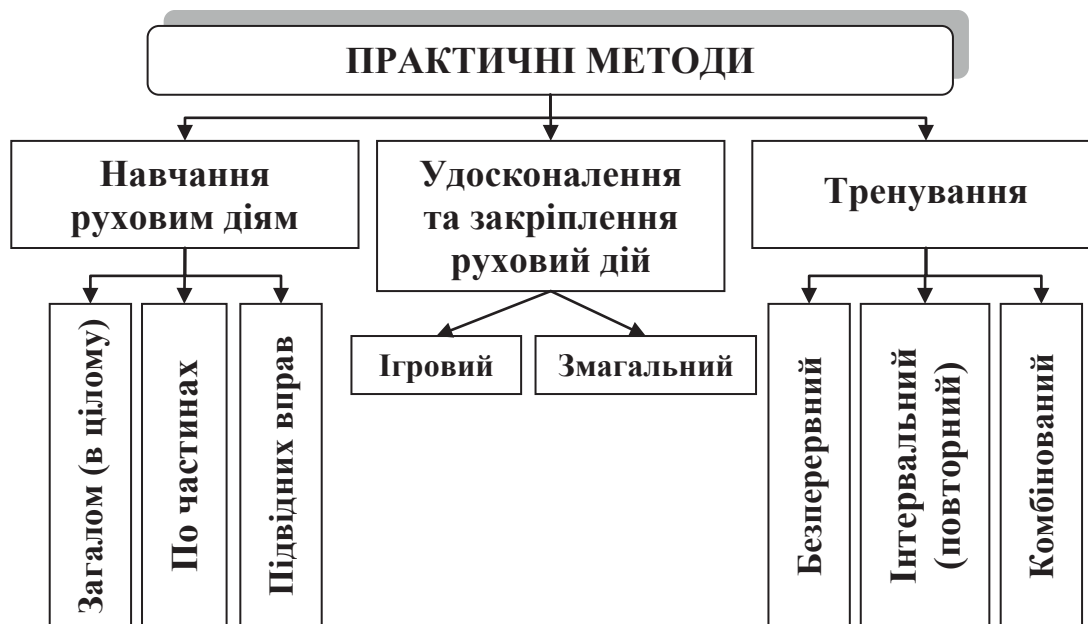 ПРАКТИЧНІ МЕТОДИ
Навчання
руховим діям
Удосконалення
та закріплення
руховий дій
Тренування
Загалом (в цілому)
По частинах
Підвідних вправ
Ігровий
Змагальний
Безперервний
Інтервальний
(повторний)
Комбінований